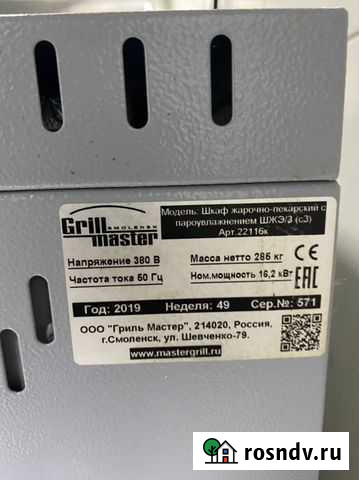 Grill
SMOLENSK
master
Модель: Шкаф жарочно-пекарский с
пароувлажнением ШЖЭ/3 (с3)
Арт.22116к
Напряжение 380 В
Масса нетто 285 кг
Частота тока 50 Гц
Ном.мощность 16,2 кВт
CE
EAC
Год: 2019 Неделя: 49 Сер.№: 571
ООО "Гриль Мастер", 214020, Россия,
г.Смоленск, ул. Шевченко-79.
www.mastergrill.ru
rosndv.ru